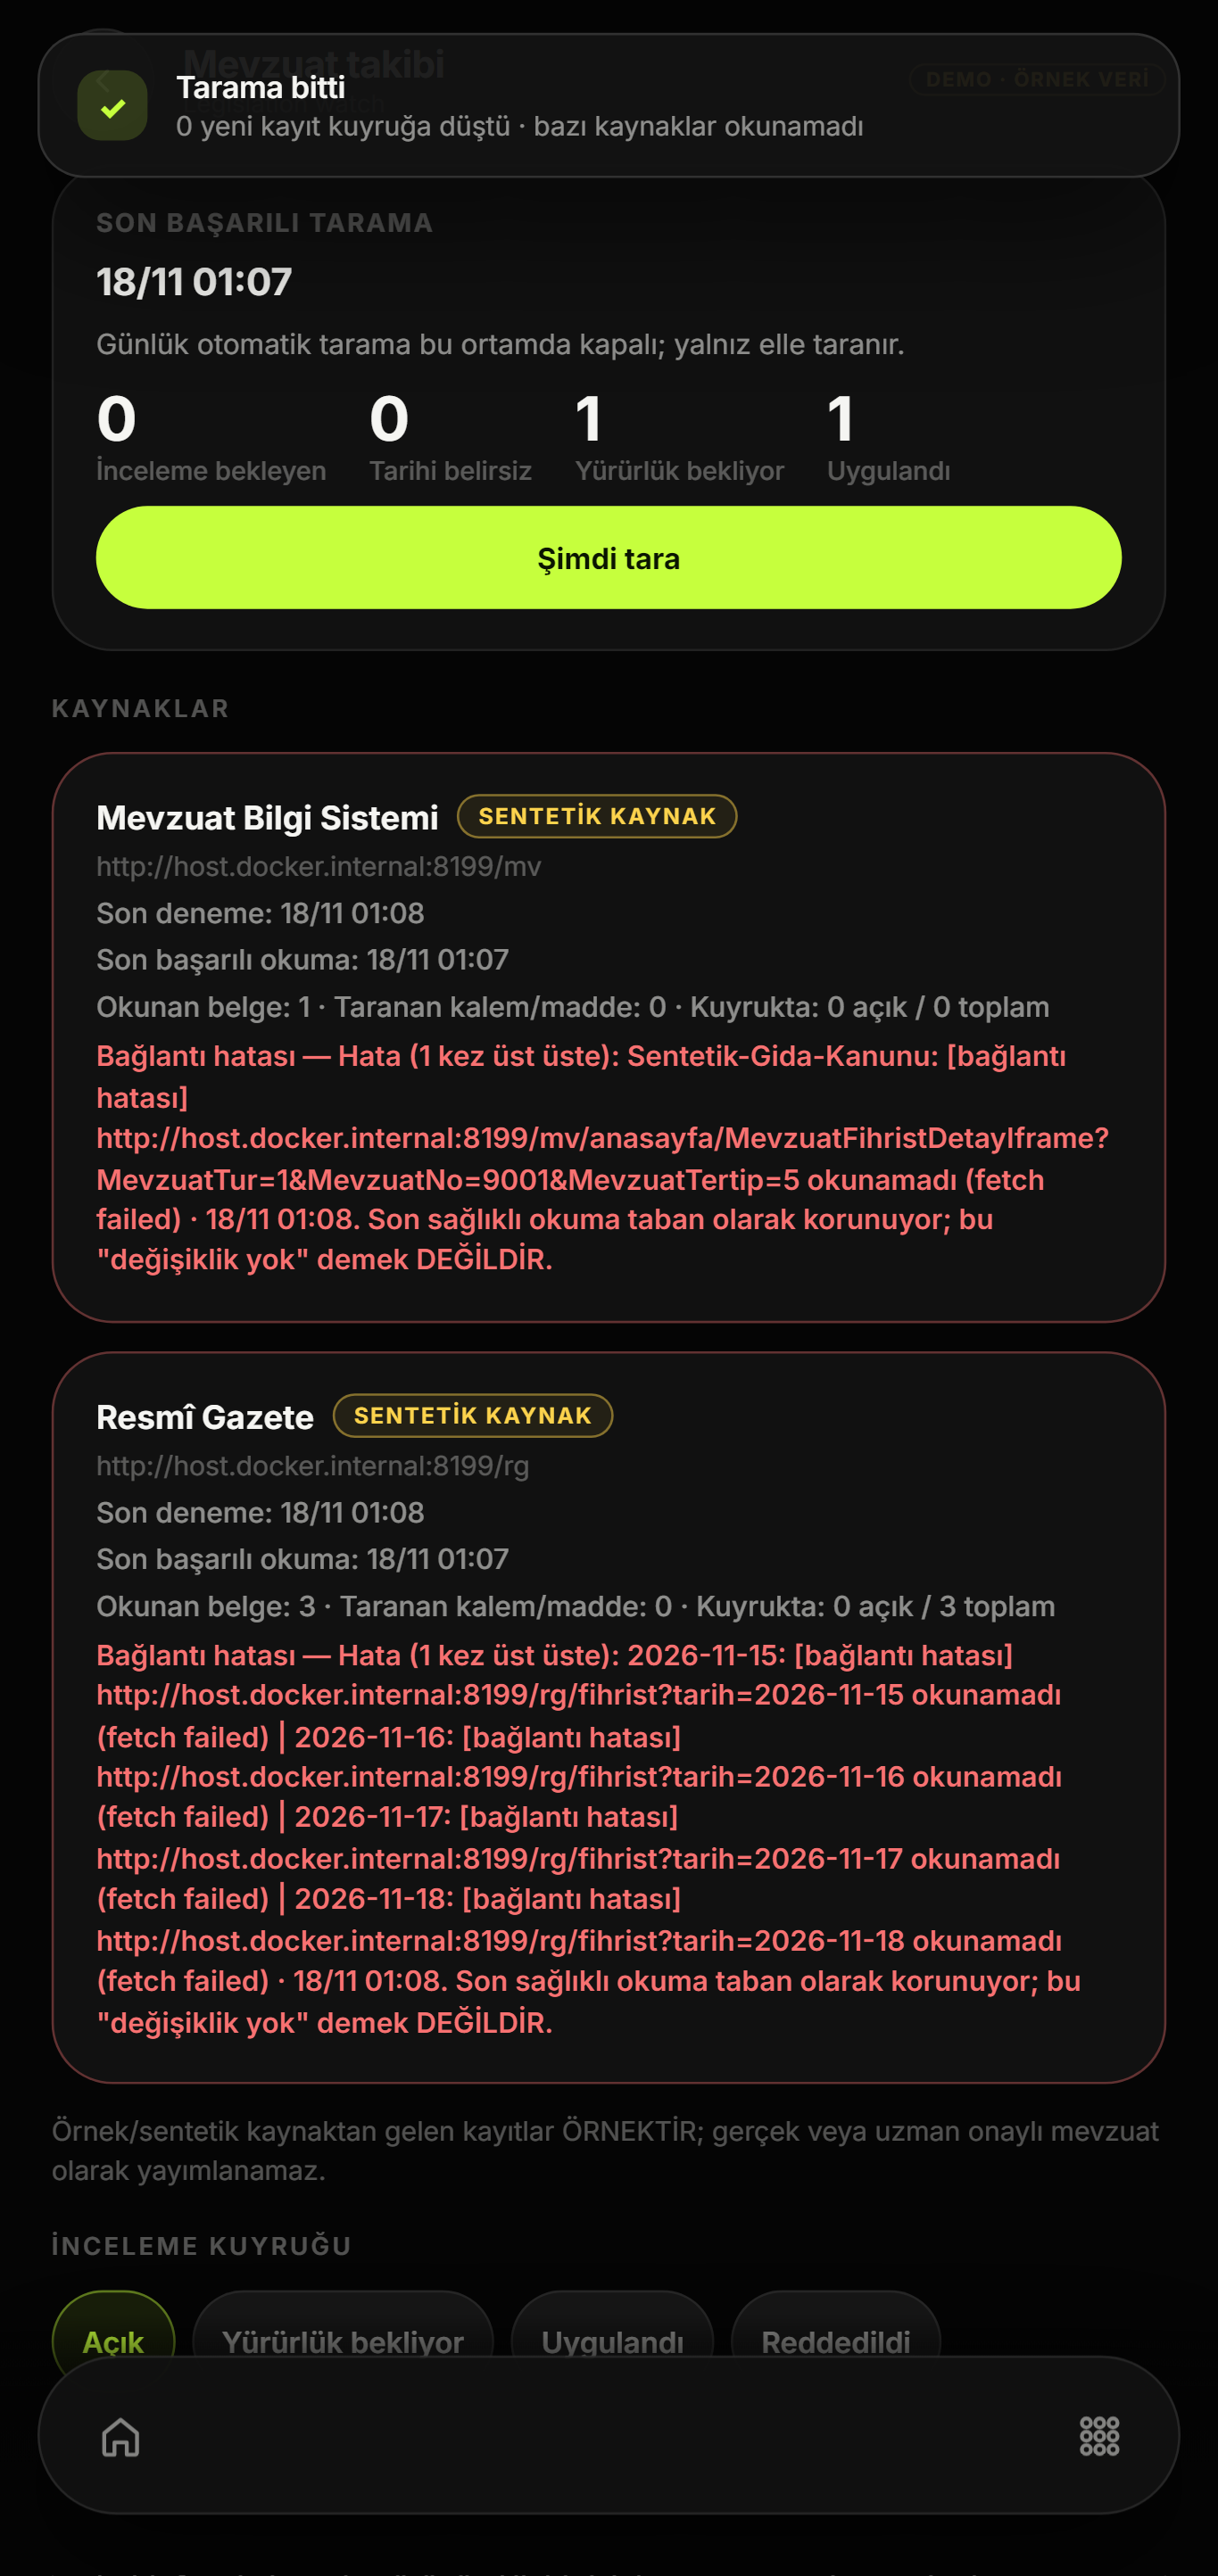 Mevzuat takibi
DEMO · ÖRNEK VERİ
Tarama bitti
0 yeni kayıt kuyruğa düştü · bazı kaynaklar okunamadı
SON BAŞARILI TARAMA
18/11 01:07
Günlük otomatik tarama bu ortamda kapalı; yalnız elle taranır.
0 0 1 1
İnceleme bekleyen Tarihi belirsiz Yürürlük bekliyor Uygulandı
Şimdi tara
KAYNAKLAR
Mevzuat Bilgi Sistemi SENTETİK KAYNAK
http://host.docker.internal:8199/mv
Son deneme: 18/11 01:08
Son başarılı okuma: 18/11 01:07
Okunan belge: 1 · Taranan kalem/madde: 0 · Kuyrukta: 0 açık / 0 toplam
Bağlantı hatası — Hata (1 kez üst üste): Sentetik-Gida-Kanunu: [bağlantı
hatası]
http://host.docker.internal:8199/mv/anasayfa/MevzuatFihristDetayIframe?
MevzuatTur=1&MevzuatNo=9001&MevzuatTertip=5 okunamadı (fetch
failed) · 18/11 01:08. Son sağlıklı okuma taban olarak korunuyor; bu
"değişiklik yok" demek DEĞİLDİR.
Resmî Gazete SENTETİK KAYNAK
http://host.docker.internal:8199/rg
Son deneme: 18/11 01:08
Son başarılı okuma: 18/11 01:07
Okunan belge: 3 · Taranan kalem/madde: 0 · Kuyrukta: 0 açık / 3 toplam
Bağlantı hatası — Hata (1 kez üst üste): 2026-11-15: [bağlantı hatası]
http://host.docker.internal:8199/rg/fihrist?tarih=2026-11-15 okunamadı
(fetch failed) | 2026-11-16: [bağlantı hatası]
http://host.docker.internal:8199/rg/fihrist?tarih=2026-11-16 okunamadı
(fetch failed) | 2026-11-17: [bağlantı hatası]
http://host.docker.internal:8199/rg/fihrist?tarih=2026-11-17 okunamadı
(fetch failed) | 2026-11-18: [bağlantı hatası]
http://host.docker.internal:8199/rg/fihrist?tarih=2026-11-18 okunamadı
(fetch failed) · 18/11 01:08. Son sağlıklı okuma taban olarak korunuyor; bu
"değişiklik yok" demek DEĞİLDİR.
Örnek/sentetik kaynaktan gelen kayıtlar ÖRNEKTİR; gerçek veya uzman onaylı mevzuat
olarak yayımlanamaz.
İNCELEME KUYRUĞU
Açık Yürürlük bekliyor Uygulandı Reddedildi